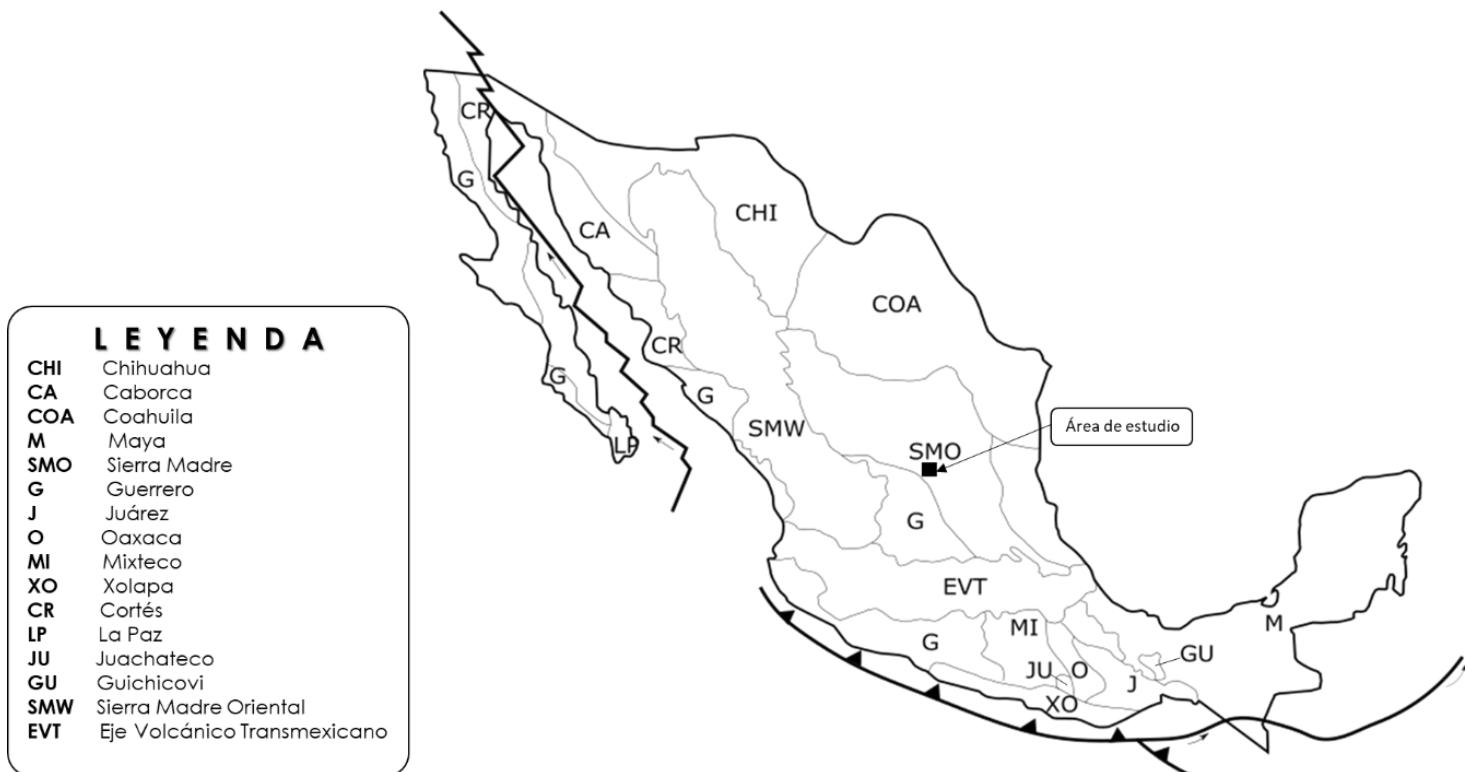 L E Y E N D A
CHI Chihuahua
CA Caborca
COA Coahuila
M Maya
SMO Sierra Madre
G Guerrero
J Juárez
O Oaxaca
MI Mixteco
XO Xolapa
CR Cortés
LP La Paz
JU Juachateco
GU Guichicovi
SMW Sierra Madre Oriental
EVT Eje Volcánico Transmexicano
CR
G
CHI
CA
COA
CR
G
G
SMW
Área de estudio
SMO
LP
G
EVT
M
MI
G
GU
JU
O
J
XO